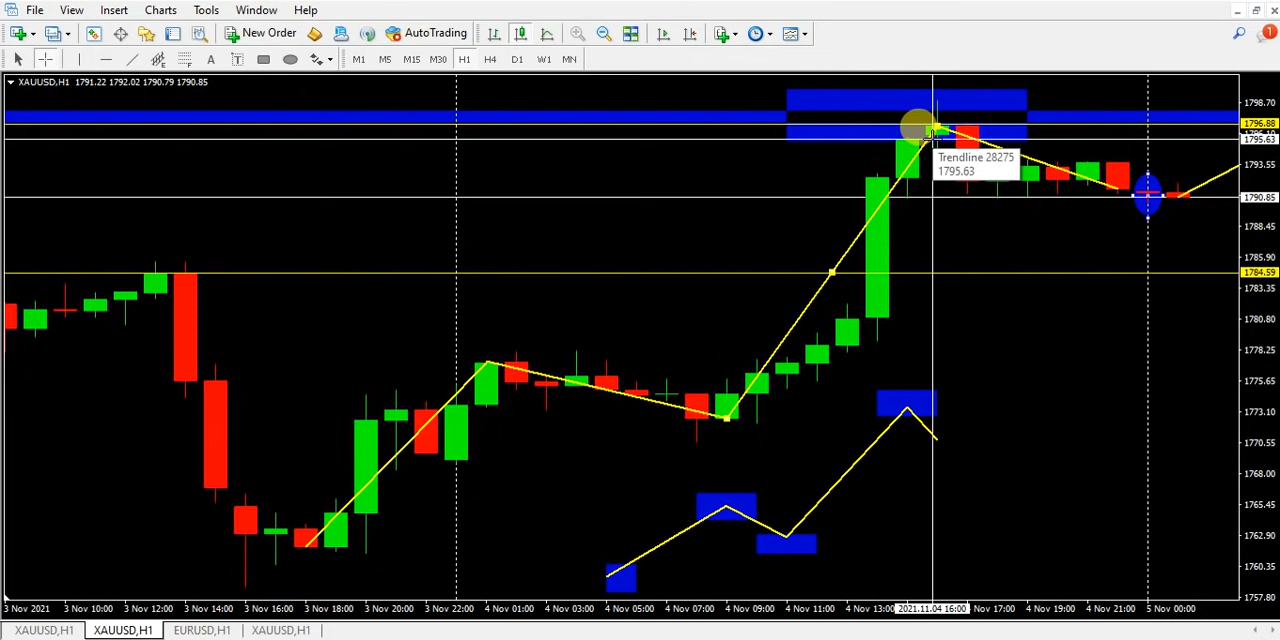 File View Insert Charts Tools Window Help
New Order AutoTrading 1
A T M1 M5 M15 M30 H1 H4 D1 W1 MN
XAUUSD,H1 1791.22 1792.02 1790.79 1790.85
1798.70
1796.88
1795.63
Trendline 28275
1795.63
1793.55
1790.85
1788.45
1785.90
1784.59
1783.35
1780.80
1778.25
1775.65
1773.10
1770.55
1768.00
1765.45
1762.90
1760.35
1757.80
3 Nov 2021 3 Nov 10:00 3 Nov 12:00 3 Nov 14:00 3 Nov 16:00 3 Nov 18:00 3 Nov 20:00 3 Nov 22:00 4 Nov 01:00 4 Nov 03:00 4 Nov 05:00 4 Nov 07:00 4 Nov 09:00 4 Nov 11:00 4 Nov 13:00 2021.11.04 16:00 Nov 17:00 4 Nov 19:00 4 Nov 21:00 5 Nov 00:00
XAUUSD,H1 XAUUSD,H1 EURUSD,H1 XAUUSD,H1